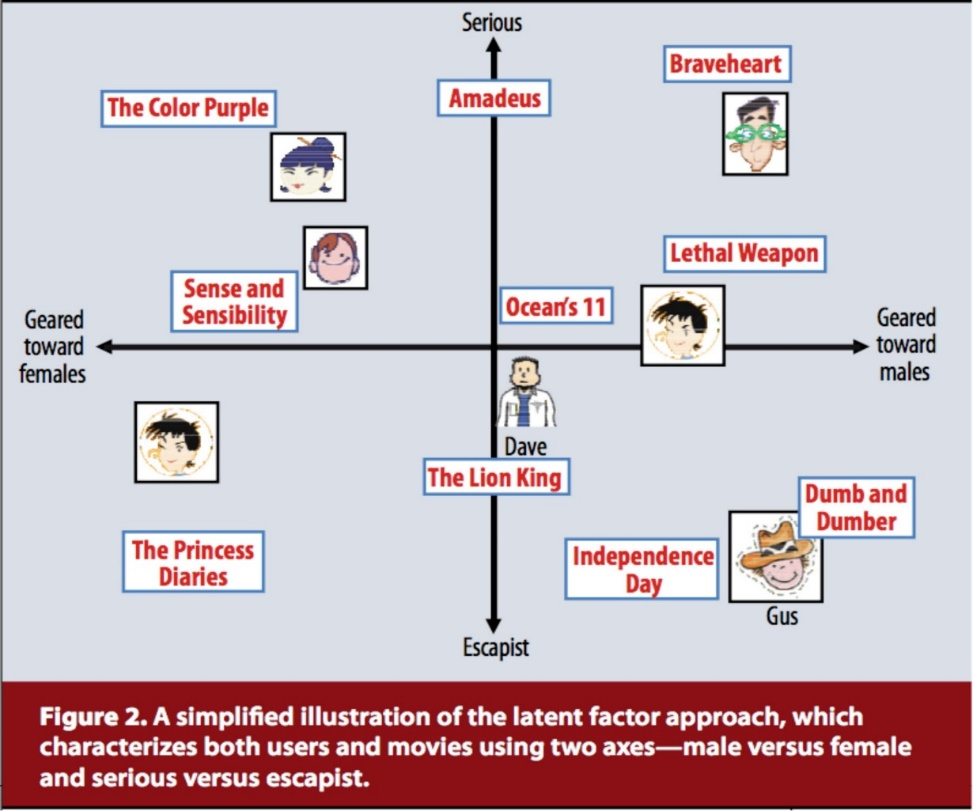 Serious
Braveheart
Amadeus
The Color Purple
Lethal Weapon
Sense and
Sensibility
Ocean's 11
Geared
toward
females
Geared
toward
males
Dave
The Lion King
Dumb and
Dumber
The Princess
Diaries
Independence
Day
Gus
Escapist
Figure 2. A simplified illustration of the latent factor approach, which
characterizes both users and movies using two axes—male versus female
and serious versus escapist.